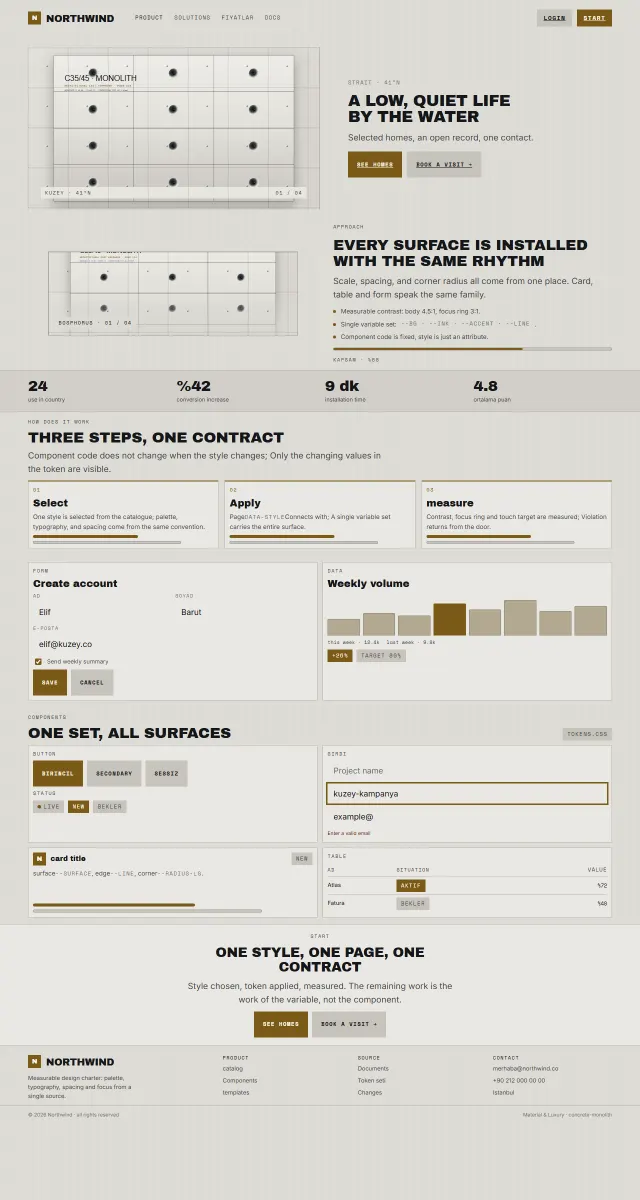 N NORTHWIND
PRODUCT SOLUTIONS FIYATLAR DOCS
LOGIN START
C35/45 · MONOLITH
KUZEY · 41°N
01 / 04
STRAIT · 41°N
A LOW, QUIET LIFE
BY THE WATER
Selected homes, an open record, one contact.
SEE HOMES
BOOK A VISIT →
BOSPHORUS · 01 / 04
APPROACH
EVERY SURFACE IS INSTALLED
WITH THE SAME RHYTHM
Scale, spacing, and corner radius all come from one place. Card,
table and form speak the same family.
Measurable contrast: body 4.5:1, focus ring 3:1.
Single variable set: --BG · --INK · --ACCENT · --LINE .
Component code is fixed, style is just an attribute.
KAPSAM · %68
24
use in country
%42
conversion increase
9 dk
installation time
4.8
ortalama puan
HOW DOES IT WORK
THREE STEPS, ONE CONTRACT
Component code does not change when the style changes; Only the changing values in
the token are visible.
01
Select
One style is selected from the catalogue; palette,
typography, and spacing come from the same convention.
02
Apply
PageDATA-STYLEConnects with; A single variable set
carries the entire surface.
03
measure
Contrast, focus ring and touch target are measured; Violation
returns from the door.
FORM
Create account
AD
SOYAD
Elif
Barut
E-POSTA
elif@kuzey.co
Send weekly summary
SAVE
CANCEL
DATA
Weekly volume
this week · 12.4k last week · 9.8k
+26%
TARGET 80%
COMPONENTS
ONE SET, ALL SURFACES
TOKENS.CSS
BUTTON
BIRINCIL
SECONDARY
SESSIZ
STATUS
LIVE
NEW
BEKLER
GIRDI
Project name
kuzey-kampanya
example@
Enter a valid email
N card title
NEW
surface--SURFACE, edge--LINE, corner--RADIUS-LG.
TABLE
AD SITUATION VALUE
Atlas AKTIF %72
Fatura BEKLER %48
START
ONE STYLE, ONE PAGE, ONE
CONTRACT
Style chosen, token applied, measured. The remaining work is the
work of the variable, not the component.
SEE HOMES
BOOK A VISIT →
N NORTHWIND
Measurable design charter: palette,
typography, spacing and focus from a
single source.
PRODUCT
catalog
Components
templates
SOURCE
Documents
Token seti
Changes
CONTACT
merhaba@northwind.co
+90 212 000 00 00
Istanbul
© 2026 Northwind · all rights reserved
Material & Luxury · concrete-monolith